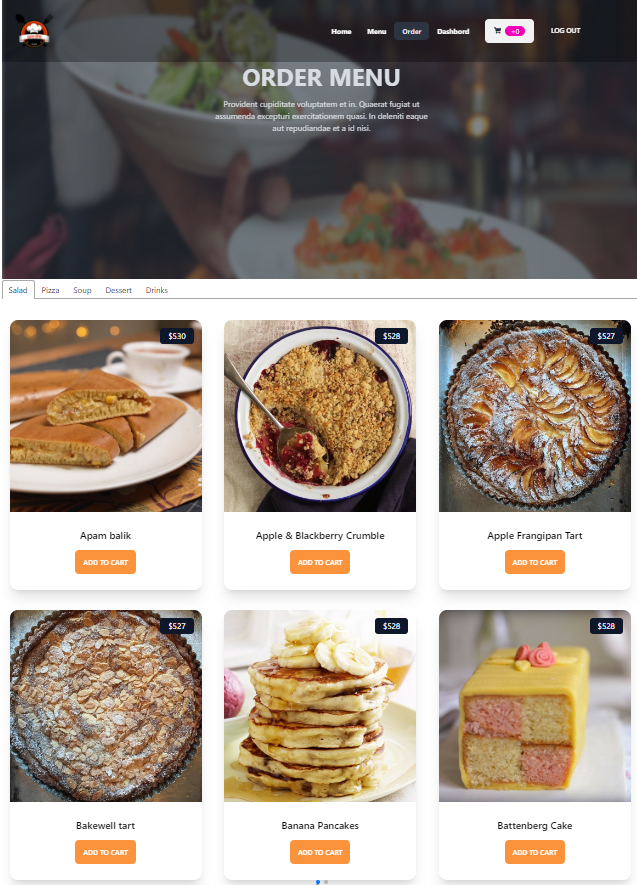 Home
Menu
Order
Dashbord
+0
LOG OUT
ORDER MENU
Provident cupiditate voluptatem et in. Quaerat fugiat ut
assumenda excepturi exercitationem quasi. In deleniti eaque
aut repudiandae et a id nisi.
Salad
Pizza
Soup
Dessert
Drinks
$530
$528
$527
Apam balik
Apple & Blackberry Crumble
Apple Frangipan Tart
ADD TO CART
ADD TO CART
ADD TO CART
$527
$528
$528
Bakewell tart
Banana Pancakes
Battenberg Cake
ADD TO CART
ADD TO CART
ADD TO CART